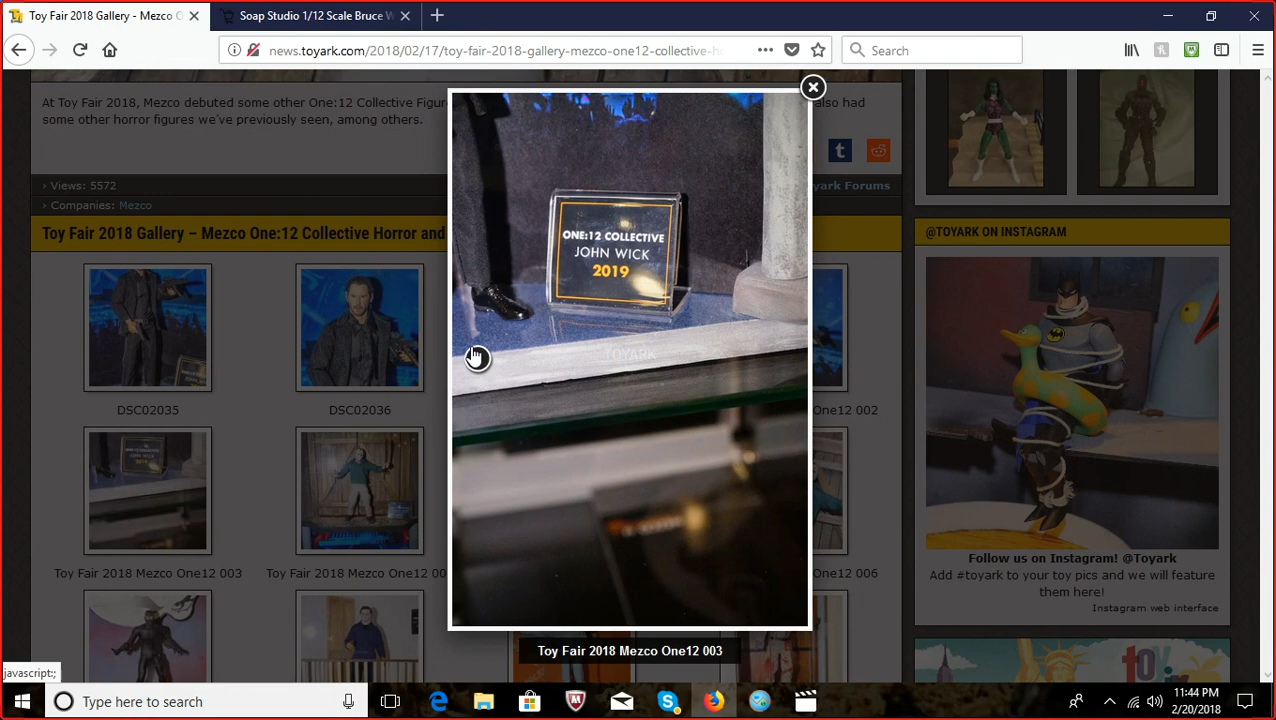 Toy Fair 2018 Gallery - Mezco O
Soap Studio 1/12 Scale Bruce W
news.toyark.com/2018/02/17/toy-fair-2018-gallery-mezco-one12-collective-ho
Search
At Toy Fair 2018, Mezco debuted some other One:12 Collective Figur
also had
some other horror figures we've previously seen, among others.
› Views: 5572
yark Forums
› Companies: Mezco
Toy Fair 2018 Gallery – Mezco One:12 Collective Horror and
@TOYARK ON INSTAGRAM
ONE:12 COLLECTIVE
JOHN WICK
2019
TOYARK
DSC02035
DSC02036
One12 002
Toy Fair 2018 Mezco One12 003
Toy Fair 2018 Mezco One12 00
One12 006
Follow us on Instagram! @Toyark
Add #toyark to your toy pics and we will feature
them here!
Instagram web interface
Toy Fair 2018 Mezco One12 003
javascript:;
Type here to search
11:44 PM
2/20/2018